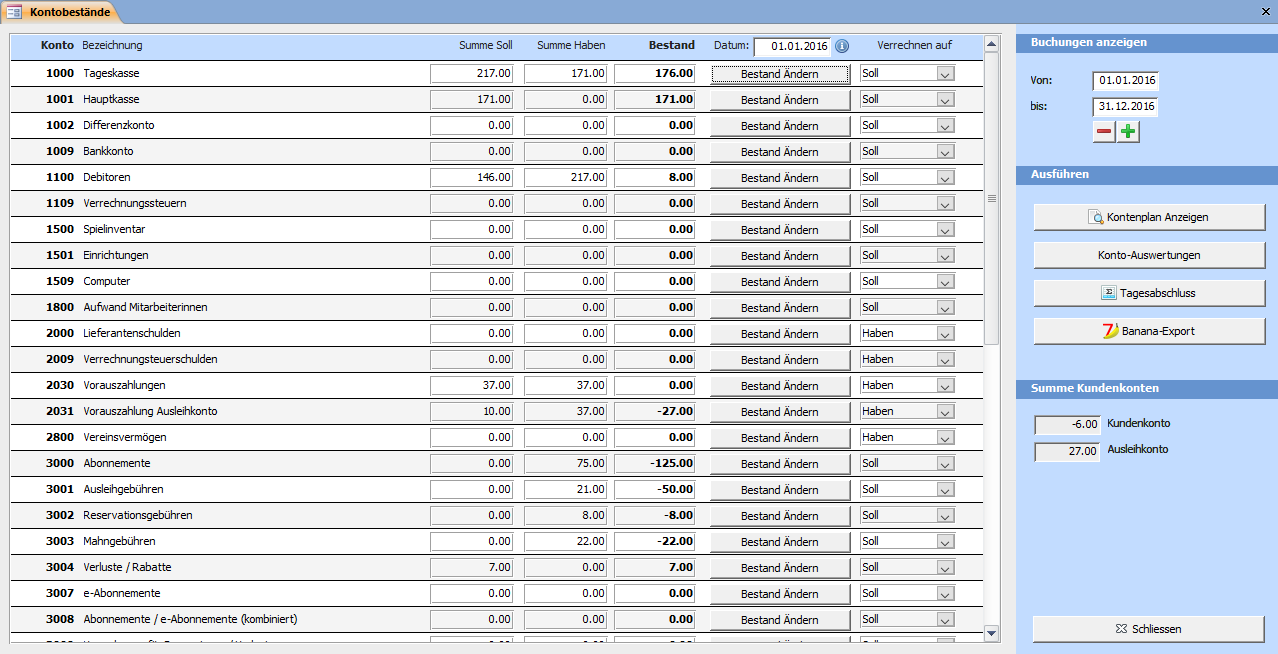 Kontobestände
Konto Bezeichnung Summe Soll Summe Haben Bestand Datum: 01.01.2016 Verrechnen auf
1000 Tageskasse 217.00 171.00 176.00 Bestand Ändern Soll
1001 Hauptkasse 171.00 0.00 171.00 Bestand Ändern Soll
1002 Differenzkonto 0.00 0.00 0.00 Bestand Ändern Soll
1009 Bankkonto 0.00 0.00 0.00 Bestand Ändern Soll
1100 Debitoren 146.00 217.00 8.00 Bestand Ändern Soll
1109 Verrechnungssteuern 0.00 0.00 0.00 Bestand Ändern Soll
1500 Spielinventar 0.00 0.00 0.00 Bestand Ändern Soll
1501 Einrichtungen 0.00 0.00 0.00 Bestand Ändern Soll
1509 Computer 0.00 0.00 0.00 Bestand Ändern Soll
1800 Aufwand Mitarbeiterinnen 0.00 0.00 0.00 Bestand Ändern Soll
2000 Lieferantenschulden 0.00 0.00 0.00 Bestand Ändern Haben
2009 Verrechnungsteuerschulden 0.00 0.00 0.00 Bestand Ändern Haben
2030 Vorauszahlungen 37.00 37.00 0.00 Bestand Ändern Haben
2031 Vorauszahlung Ausleihkonto 10.00 37.00 -27.00 Bestand Ändern Haben
2800 Vereinsvermögen 0.00 0.00 0.00 Bestand Ändern Haben
3000 Abonnemente 0.00 75.00 -125.00 Bestand Ändern Soll
3001 Ausleihgebühren 0.00 21.00 -50.00 Bestand Ändern Soll
3002 Reservationsgebühren 0.00 8.00 -8.00 Bestand Ändern Soll
3003 Mahngebühren 0.00 22.00 -22.00 Bestand Ändern Soll
3004 Verluste / Rabatte 7.00 0.00 7.00 Bestand Ändern Soll
3007 e-Abonnemente 0.00 0.00 0.00 Bestand Ändern Soll
3008 Abonnemente / e-Abonnemente (kombiniert) 0.00 0.00 0.00 Bestand Ändern Soll
Buchungen anzeigen
Von: 01.01.2016
bis: 31.12.2016
Ausführen
Kontenplan Anzeigen
Konto-Auswertungen
Tagesabschluss
Banana-Export
Summe Kundenkonten
-6.00 Kundenkonto
27.00 Ausleihkonto
Schliessen